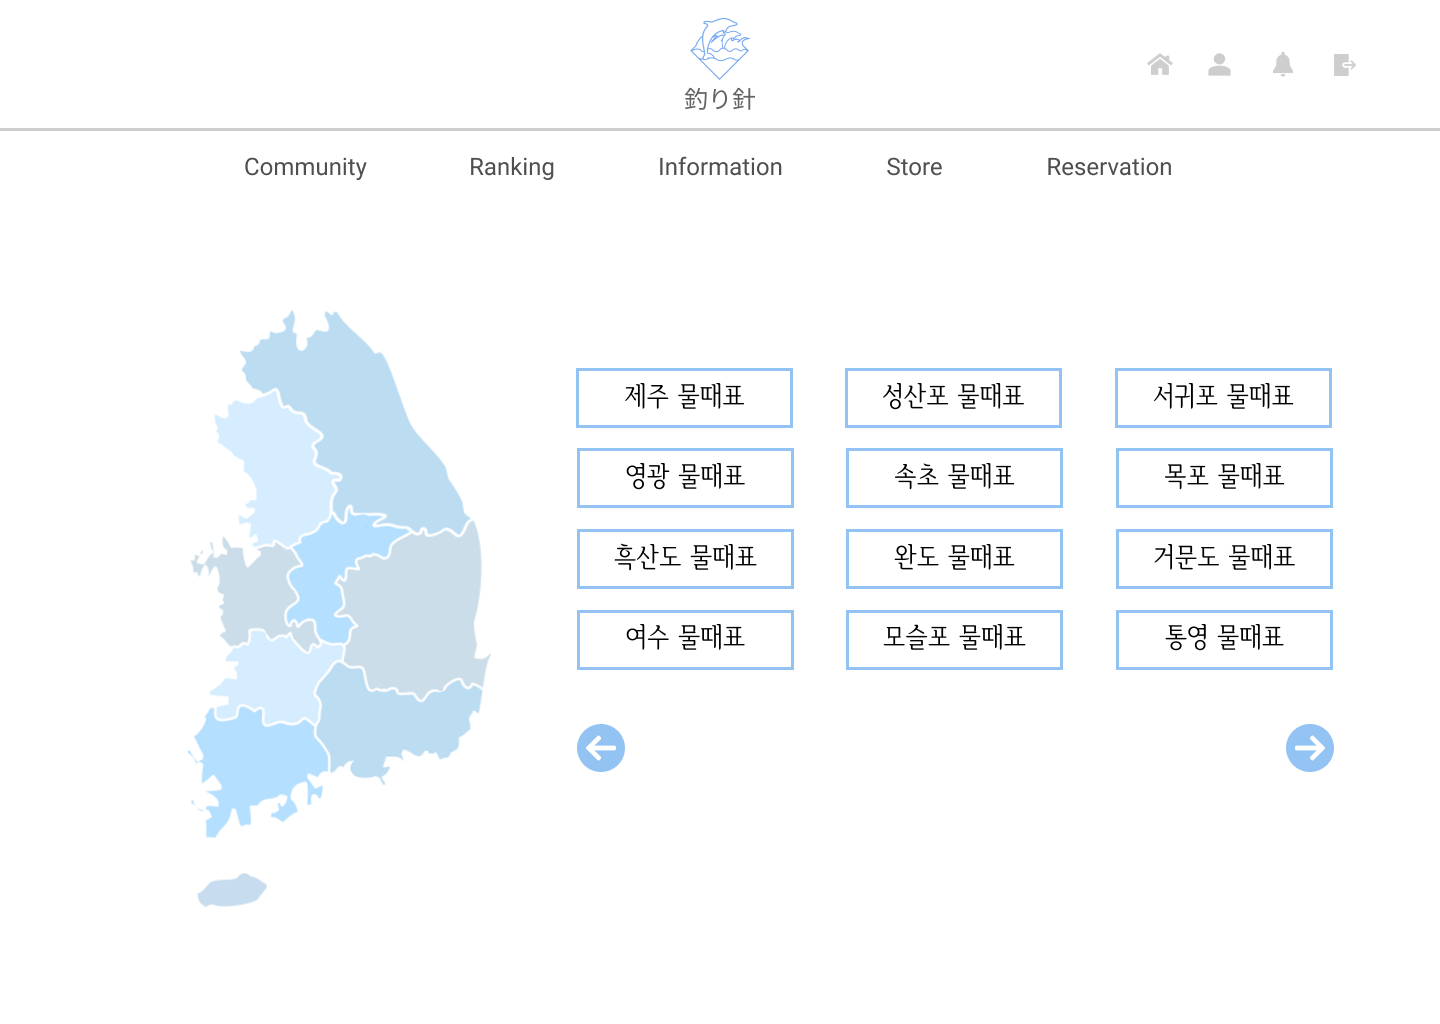 釣り針
Community Ranking Information Store Reservation
제주 물때표 성산포 물때표 서귀포 물때표
영광 물때표 속초 물때표 목포 물때표
흑산도 물때표 완도 물때표 거문도 물때표
여수 물때표 모슬포 물때표 통영 물때표